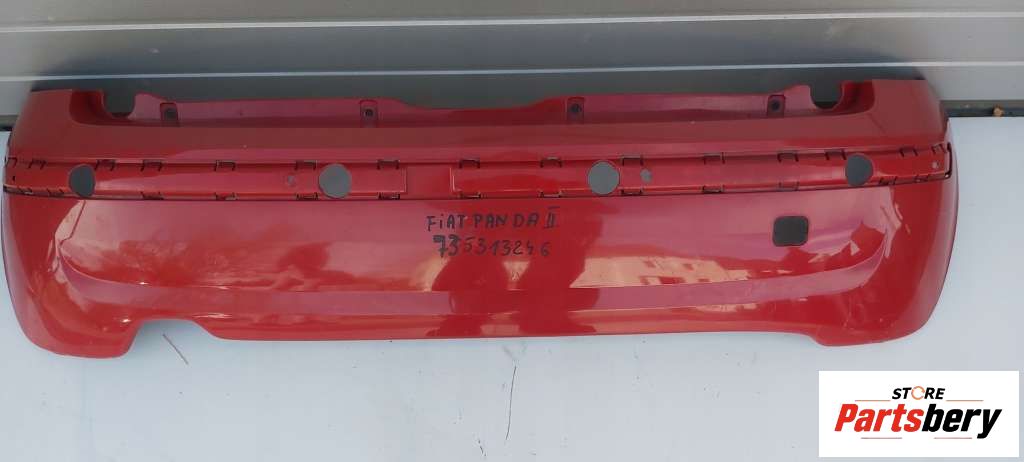 FiAT PANDA II
735313246
STORE
Partsbery